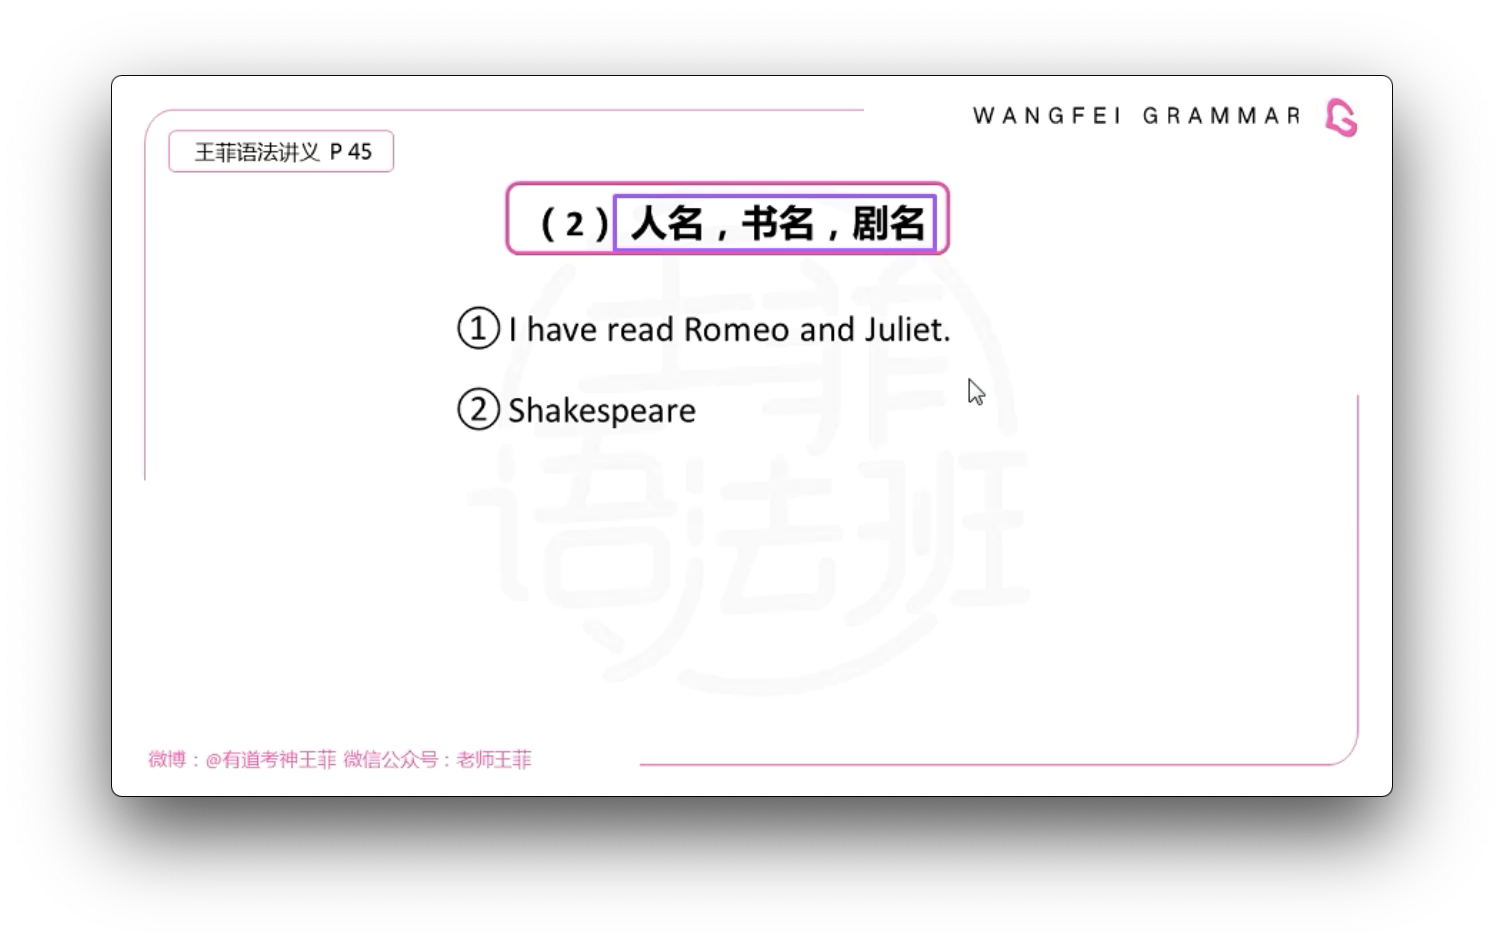 WANGFEI GRAMMAR
王菲语法讲义 P 45
（2）人名，书名，剧名
① I have read Romeo and Juliet.
② Shakespeare
王菲
语法班
微博：@有道考神王菲 微信公众号：老师王菲